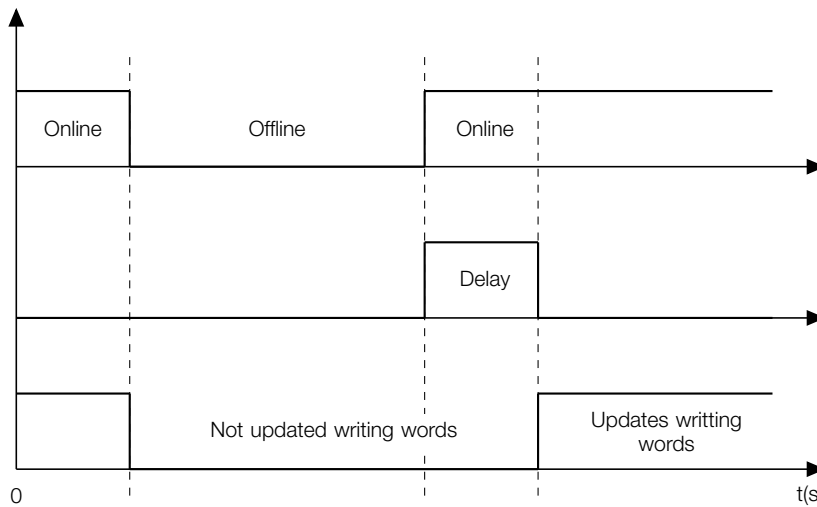 Online
Offline
Online
Delay
Not updated writing words
Updates writting
words
0
t(s